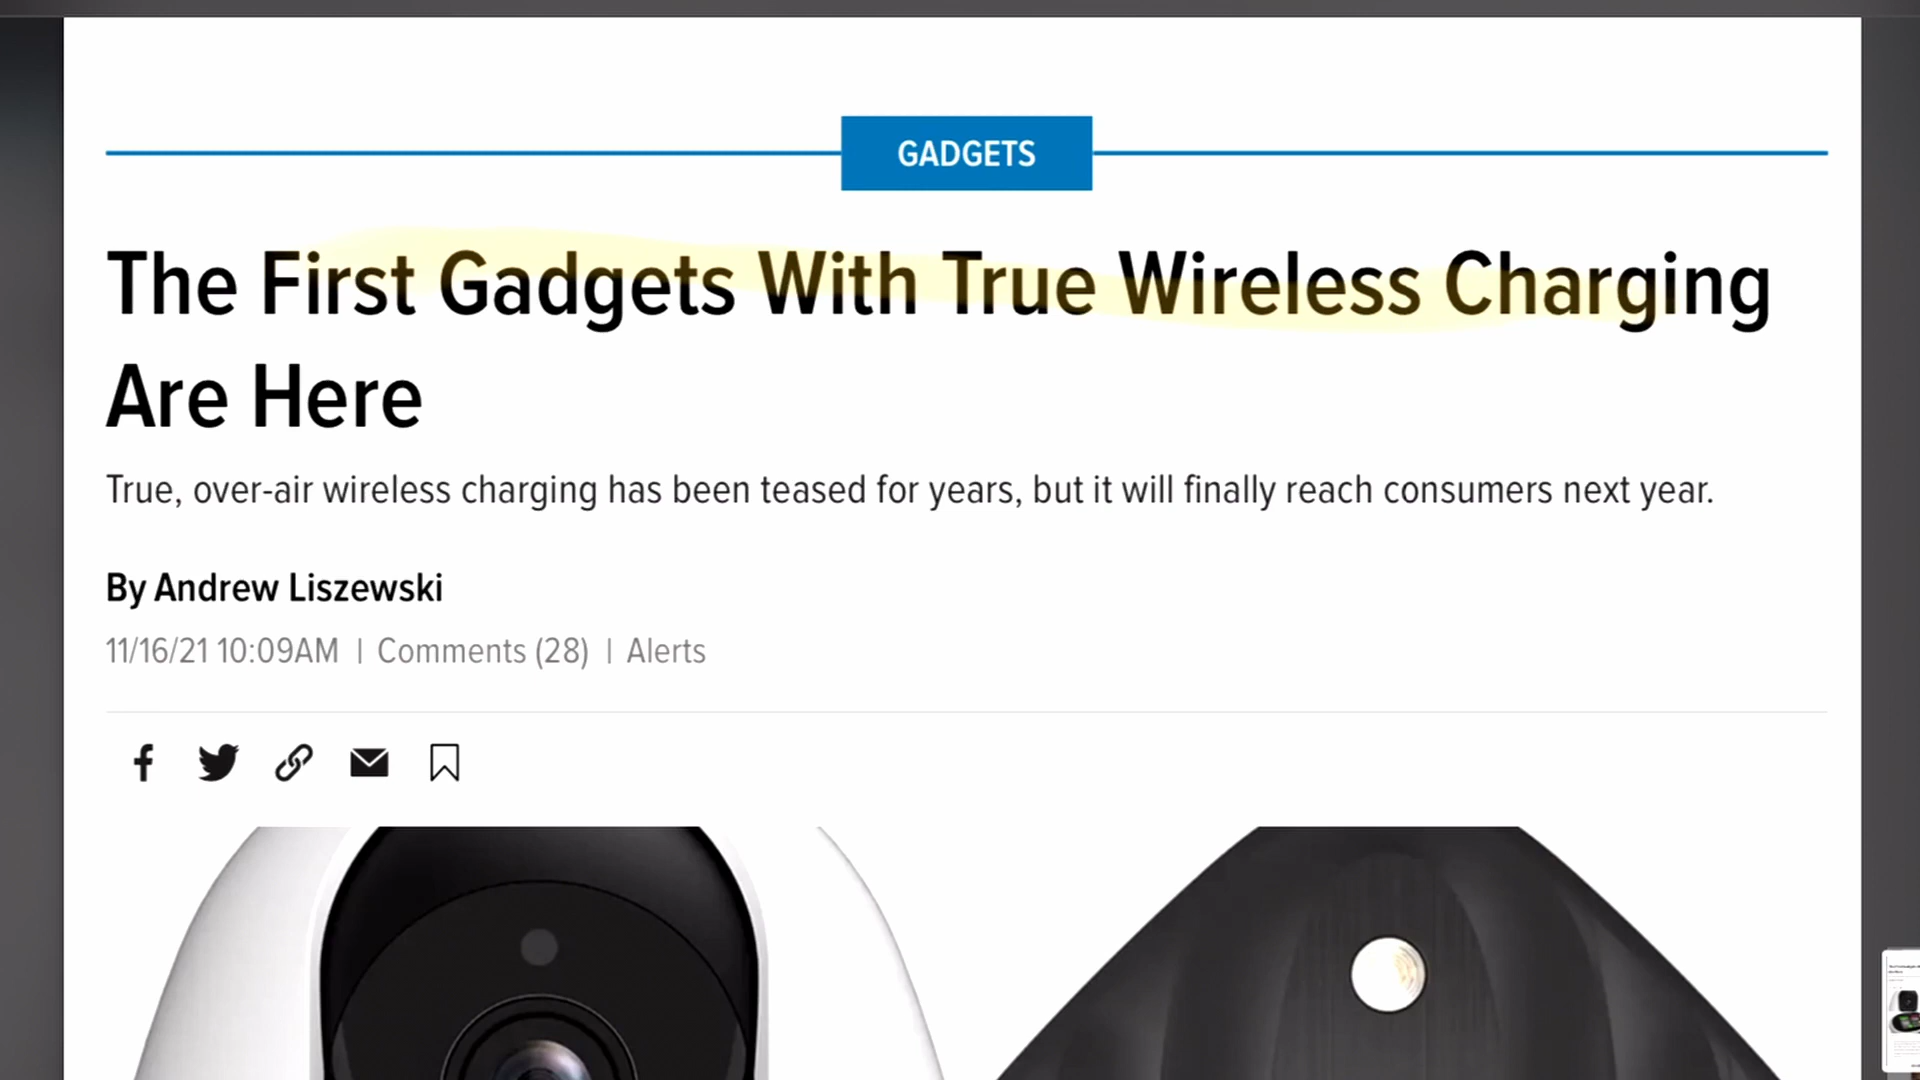 GADGETS
The First Gadgets With True Wireless Charging
Are Here
True, over-air wireless charging has been teased for years, but it will finally reach consumers next year.
By Andrew Liszewski
11/16/21 10:09AM | Comments (28) | Alerts